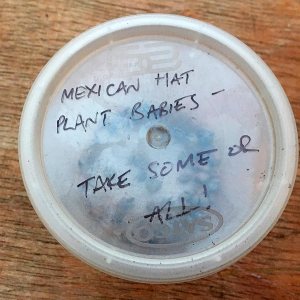 MEXICAN HAT
PLANT BABIES -
TAKE SOME OR
ALL!